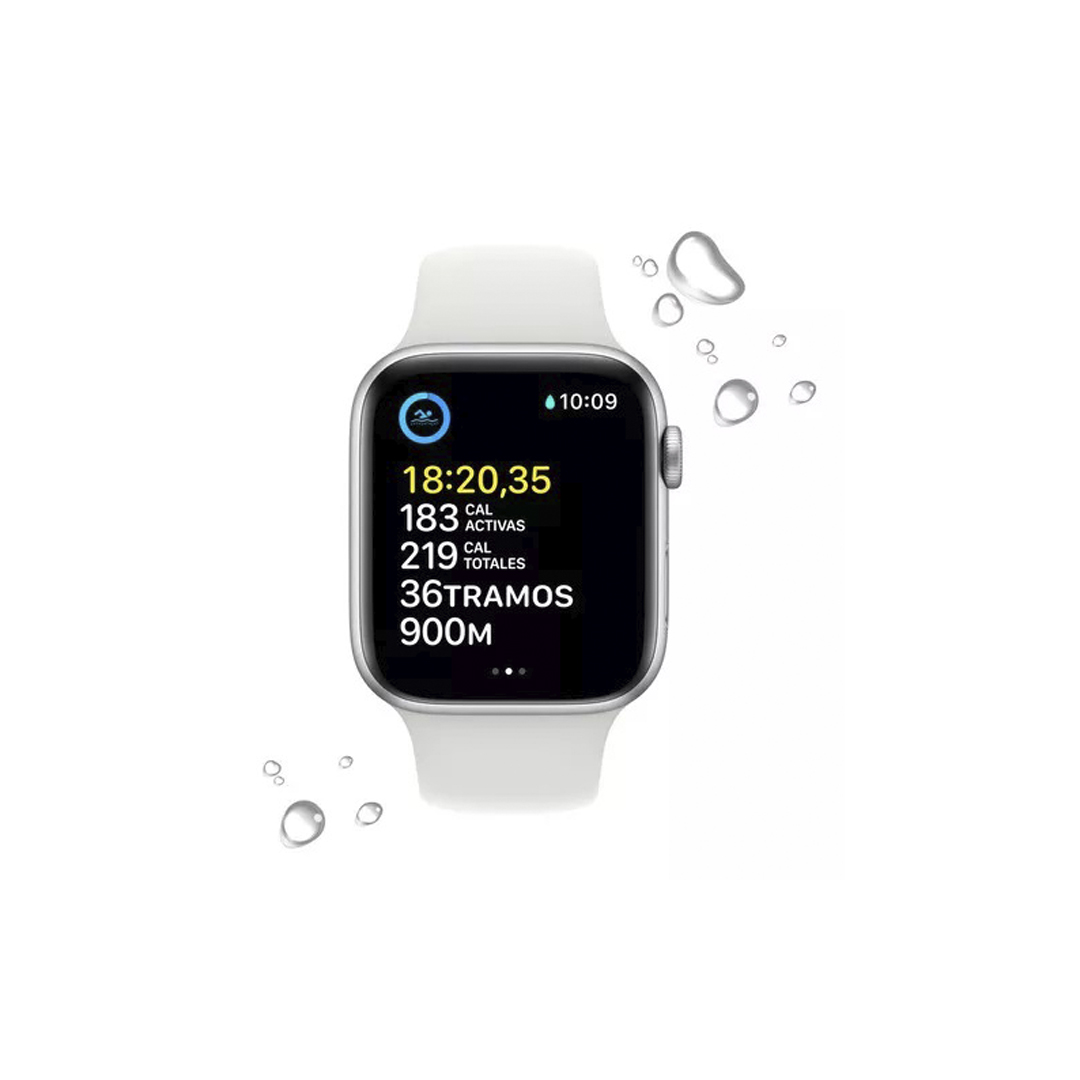 10:09
18:20,35
183 CAL ACTIVAS
219 CAL TOTALES
36TRAMOS
900M